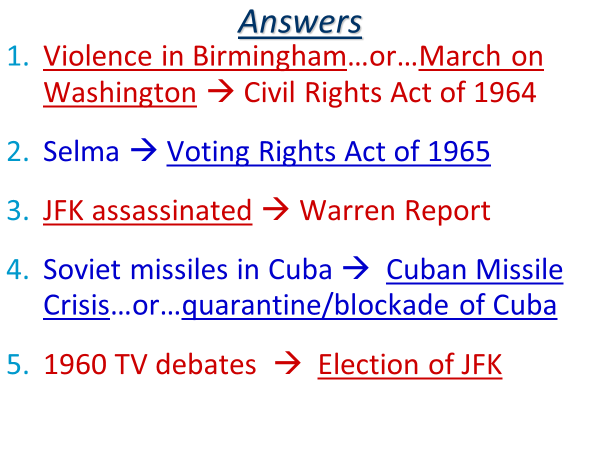 Answers
1. Violence in Birmingham…or…March on
Washington → Civil Rights Act of 1964
2. Selma → Voting Rights Act of 1965
3. JFK assassinated → Warren Report
4. Soviet missiles in Cuba → Cuban Missile
Crisis…or…quarantine/blockade of Cuba
5. 1960 TV debates → Election of JFK